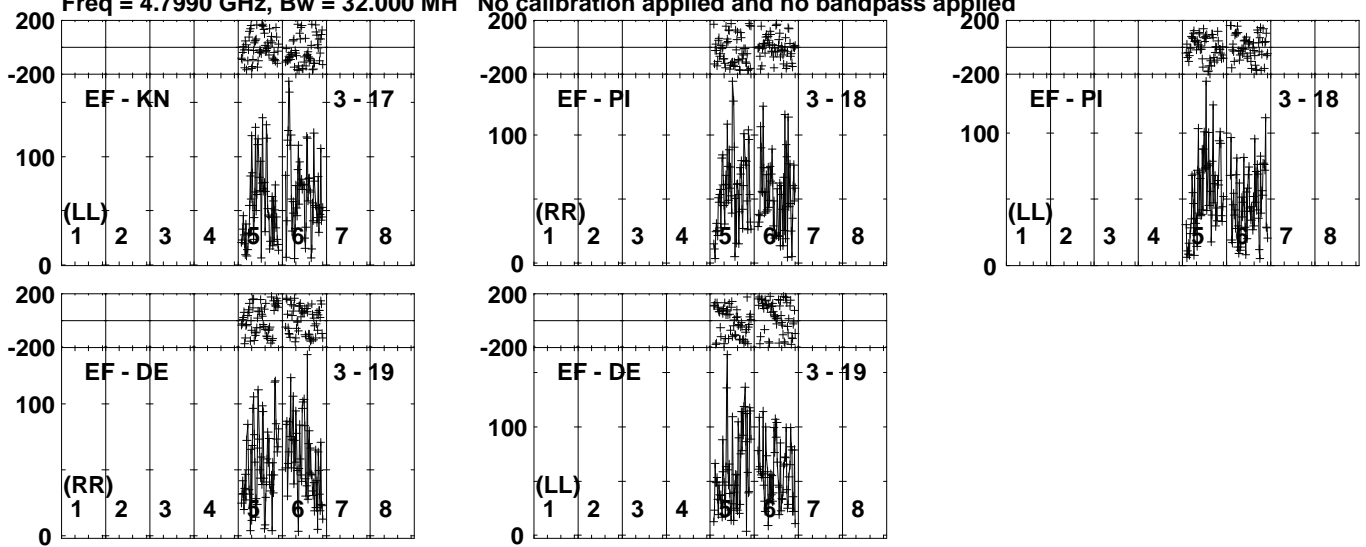 Freq = 4.7990 GHz, Bw = 32.000 MH No calibration applied and no bandpass applied
200
-200
EF - KN 3 - 17
100
(LL)
1 2 3 4 5 6 7 8
0
EF - PI 3 - 18
100
(RR)
1 2 3 4 5 6 7 8
0
EF - PI 3 - 18
100
(LL)
1 2 3 4 5 6 7 8
0
200
-200
200
-200
200
-200
EF - DE 3 - 19
100
(RR)
1 2 3 4 5 6 7 8
0
200
-200
EF - DE 3 - 19
100
(LL)
1 2 3 4 5 6 7 8
0